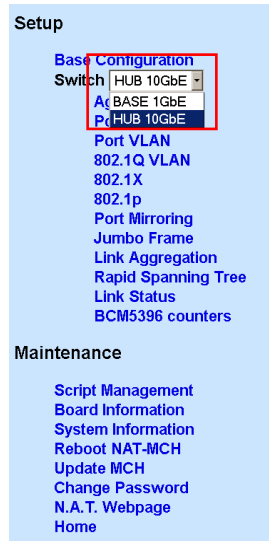 Setup
Base Configuration
Switch HUB 10GbE
BASE 1GbE
HUB 10GbE
Port VLAN
802.1Q VLAN
802.1X
802.1p
Port Mirroring
Jumbo Frame
Link Aggregation
Rapid Spanning Tree
Link Status
BCM5396 counters
Maintenance
Script Management
Board Information
System Information
Reboot NAT-MCH
Update MCH
Change Password
N.A.T. Webpage
Home